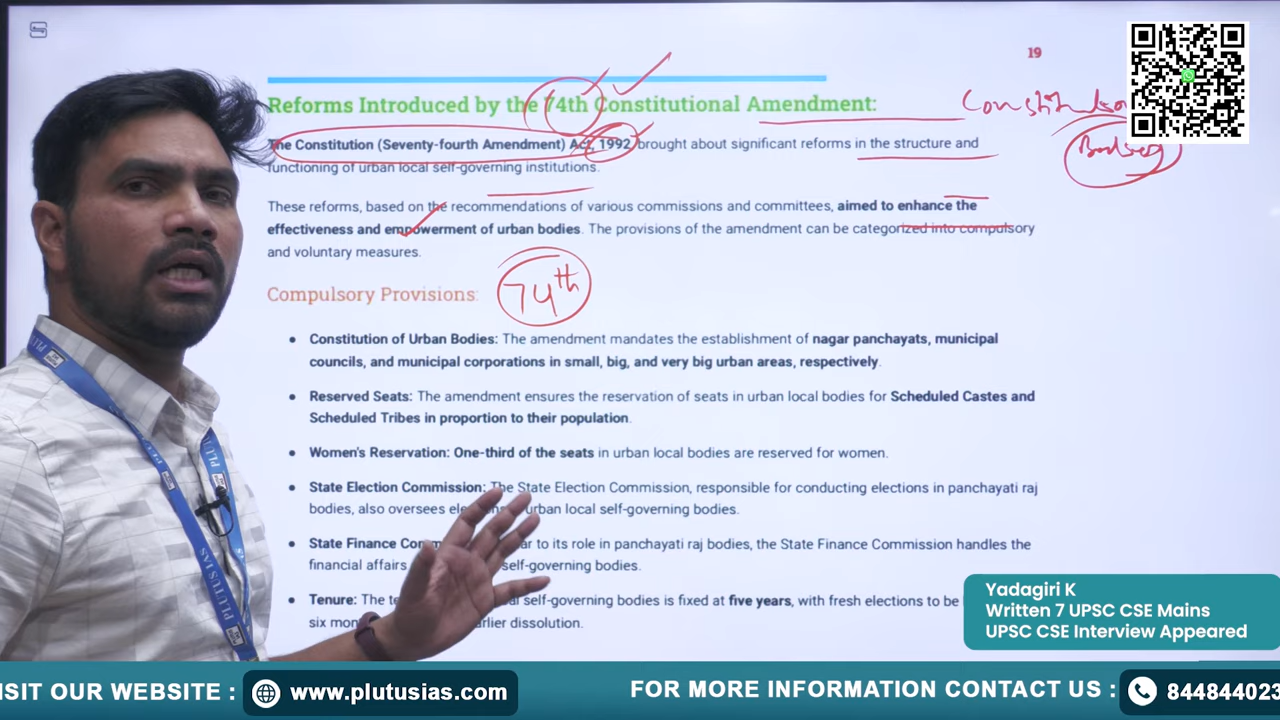 19
Reforms Introduced by the 74th Constitutional Amendment:
The Constitution (Seventy-fourth Amendment) Act, 1992 brought about significant reforms in the structure and
functioning of urban local self-governing institutions.
These reforms, based on the recommendations of various commissions and committees, aimed to enhance the
effectiveness and empowerment of urban bodies. The provisions of the amendment can be categorized into compulsory
and voluntary measures.
74th
Compulsory Provisions:
• Constitution of Urban Bodies: The amendment mandates the establishment of nagar panchayats, municipal
councils, and municipal corporations in small, big, and very big urban areas, respectively.
• Reserved Seats: The amendment ensures the reservation of seats in urban local bodies for Scheduled Castes and
Scheduled Tribes in proportion to their population.
• Women's Reservation: One-third of the seats in urban local bodies are reserved for women.
• State Election Commission: The State Election Commission, responsible for conducting elections in panchayati raj
bodies, also oversees urban local self-governing bodies.
• State Finance to its role in panchayati raj bodies, the State Finance Commission handles the
financial affairs self-governing bodies.
• Tenure: The self-governing bodies is fixed at five years, with fresh elections to be
six dissolution.
PLUTUS IAS
Yadagiri K
Written 7 UPSC CSE Mains
UPSC CSE Interview Appeared
ISIT OUR WEBSITE : www.plutusias.com FOR MORE INFORMATION CONTACT US : 844844023